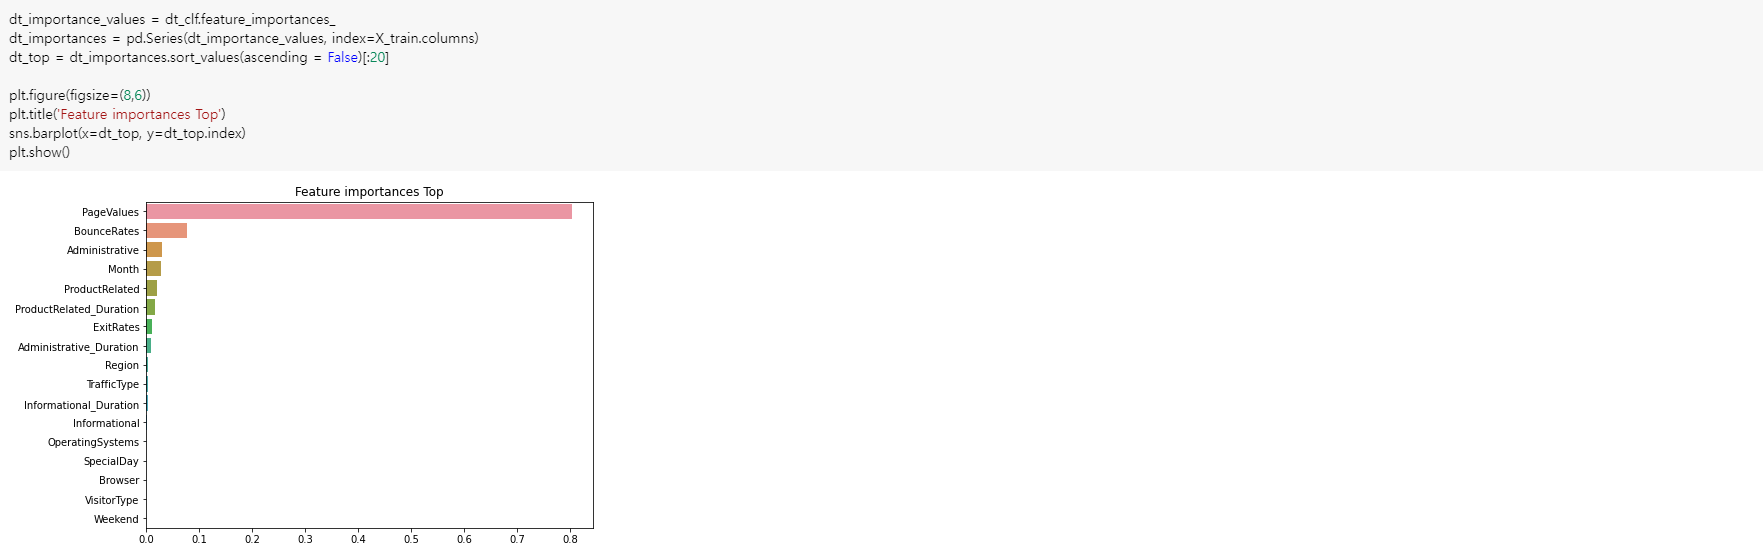 dt_importance_values = dt_clf.feature_importances_
dt_importances = pd.Series(dt_importance_values, index=X_train.columns)
dt_top = dt_importances.sort_values(ascending = False)[:20]
plt.figure(figsize=(8,6))
plt.title('Feature importances Top')
sns.barplot(x=dt_top, y=dt_top.index)
plt.show()
Feature importances Top
PageValues
BounceRates
Administrative
Month
ProductRelated
ProductRelated_Duration
ExitRates
Administrative_Duration
Region
TrafficType
Informational_Duration
Informational
OperatingSystems
SpecialDay
Browser
VisitorType
Weekend
0.0 0.1 0.2 0.3 0.4 0.5 0.6 0.7 0.8